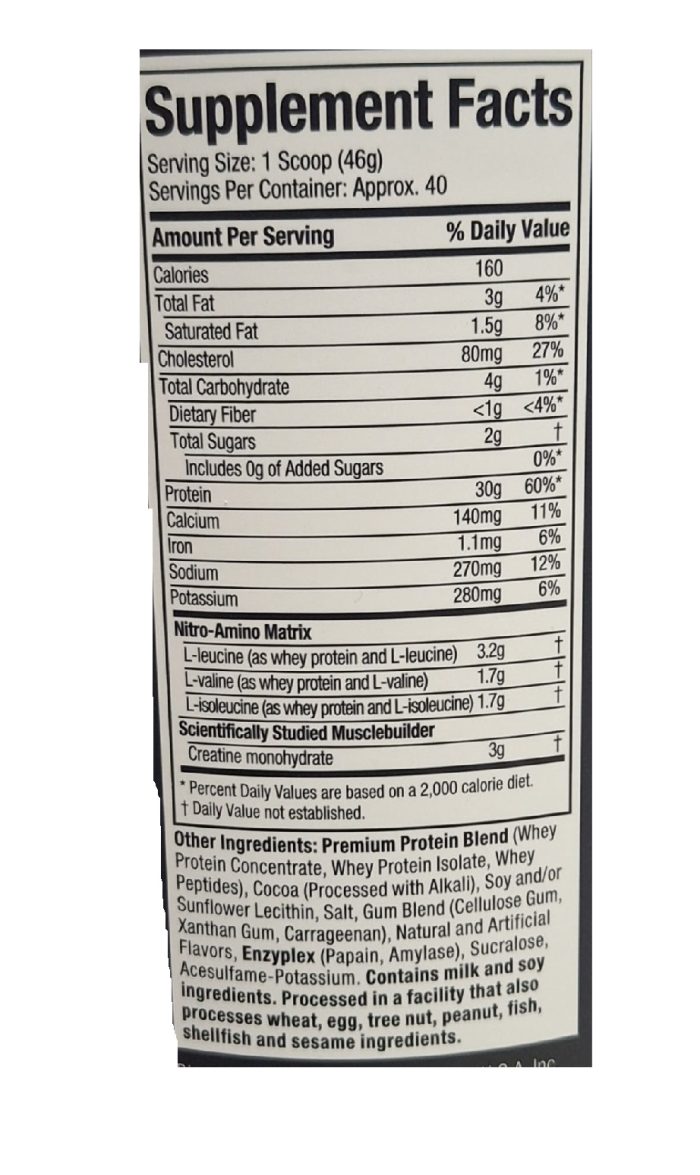 Supplement Facts
Serving Size: 1 Scoop (46g)
Servings Per Container: Approx. 40
Amount Per Serving % Daily Value
Calories 160
Total Fat 3g 4%*
Saturated Fat 1.5g 8%*
Cholesterol 80mg 27%
Total Carbohydrate 4g 1%*
Dietary Fiber <1g <4%*
Total Sugars 2g †
Includes 0g of Added Sugars 0%*
Protein 30g 60%*
Calcium 140mg 11%
Iron 1.1mg 6%
Sodium 270mg 12%
Potassium 280mg 6%
Nitro-Amino Matrix
L-leucine (as whey protein and L-leucine) 3.2g †
L-valine (as whey protein and L-valine) 1.7g †
L-isoleucine (as whey protein and L-isoleucine) 1.7g †
Scientifically Studied Musclebuilder
Creatine monohydrate 3g †
* Percent Daily Values are based on a 2,000 calorie diet.
† Daily Value not established.
Other Ingredients: Premium Protein Blend (Whey
Protein Concentrate, Whey Protein Isolate, Whey
Peptides), Cocoa (Processed with Alkali), Soy and/or
Sunflower Lecithin, Salt, Gum Blend (Cellulose Gum,
Xanthan Gum, Carrageenan), Natural and Artificial
Flavors, Enzyplex (Papain, Amylase), Sucralose,
Acesulfame-Potassium. Contains milk and soy
ingredients. Processed in a facility that also
processes wheat, egg, tree nut, peanut, fish,
shellfish and sesame ingredients.